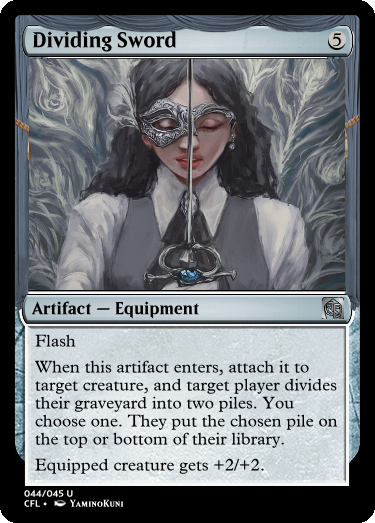 Dividing Sword 5
Artifact — Equipment
Flash
When this artifact enters, attach it to
target creature, and target player divides
their graveyard into two piles. You
choose one. They put the chosen pile on
the top or bottom of their library.
Equipped creature gets +2/+2.
044/045 U
CFL • YaminoKuni